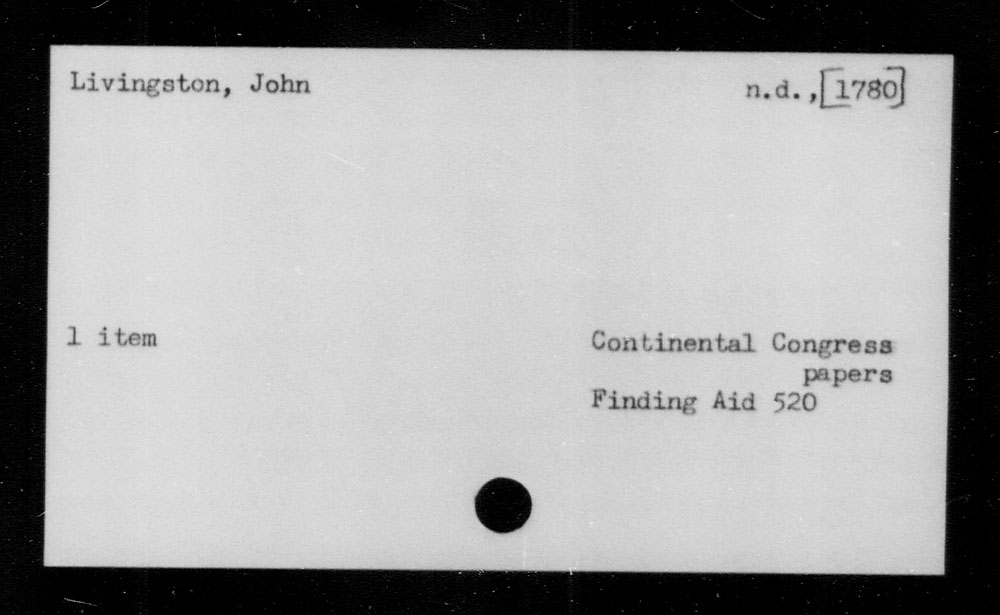 Livingston, John
n.d.,[1780]
1 item
Continental Congress
papers
Finding Aid 520